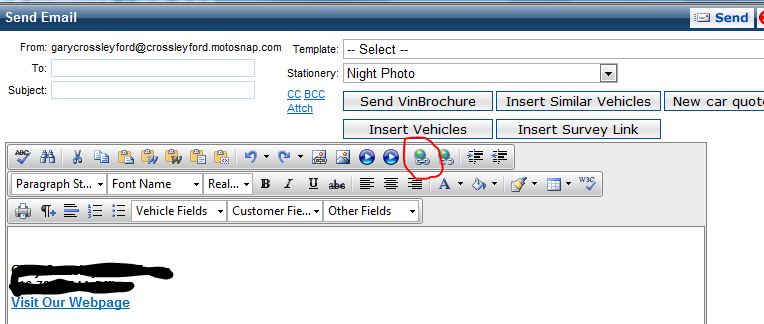 Send Email
Send
From: garycrossleyford@crossleyford.motosnap.com
Template: -- Select --
To:
Stationery: Night Photo
Subject:
CC BCC
Attch
Send VinBrochure Insert Similar Vehicles New car quot
Insert Vehicles Insert Survey Link
ABC
Paragraph St... Font Name Real... B I U abc A W3C
Vehicle Fields Customer Fie... Other Fields
Visit Our Webpage